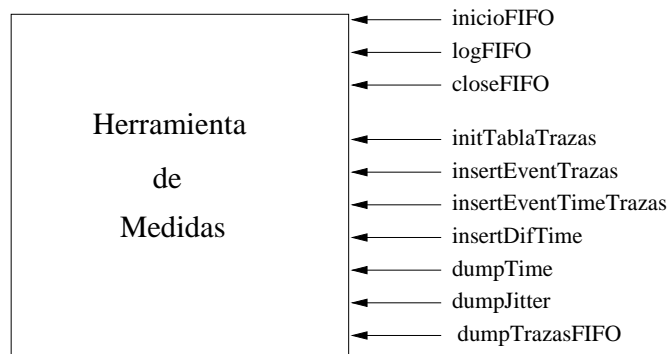 Herramienta
de
Medidas
inicioFIFO
logFIFO
closeFIFO
initTablaTrazas
insertEventTrazas
insertEventTimeTrazas
insertDifTime
dumpTime
dumpJitter
dumpTrazasFIFO